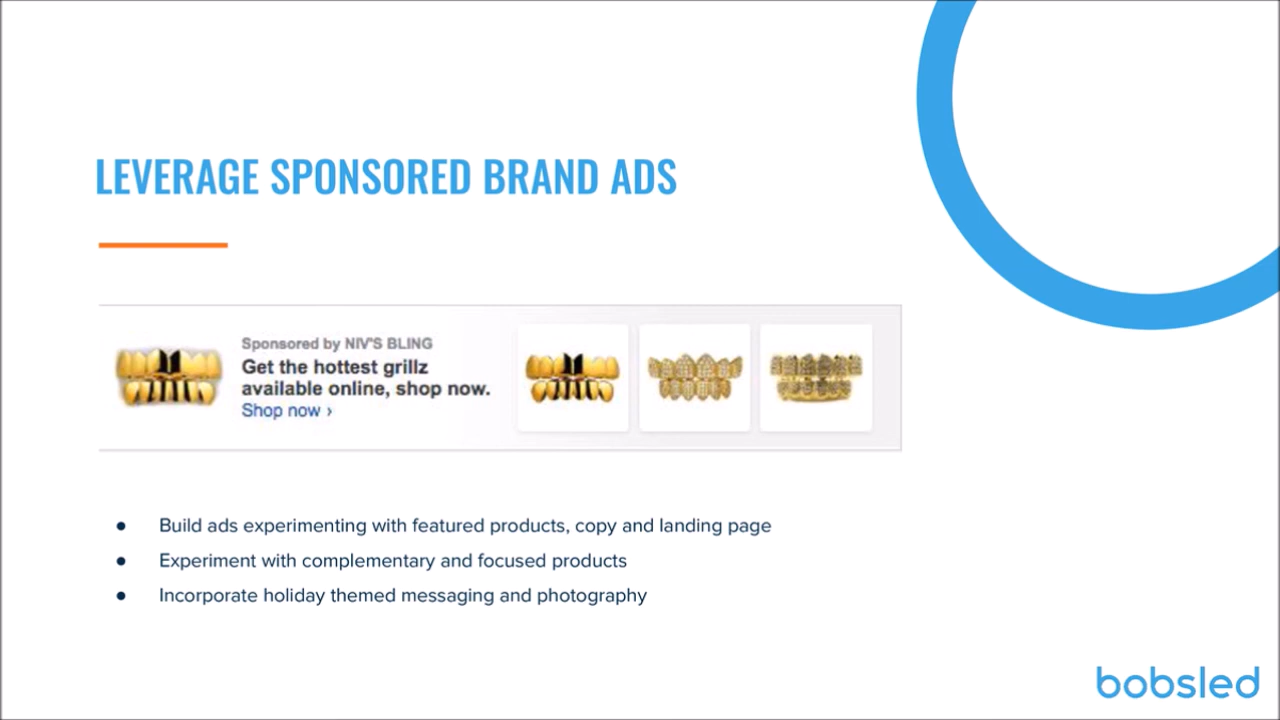 LEVERAGE SPONSORED BRAND ADS
Sponsored by NIV'S BLING
Get the hottest grillz
available online, shop now.
Shop now ›
● Build ads experimenting with featured products, copy and landing page
● Experiment with complementary and focused products
● Incorporate holiday themed messaging and photography
bobsled